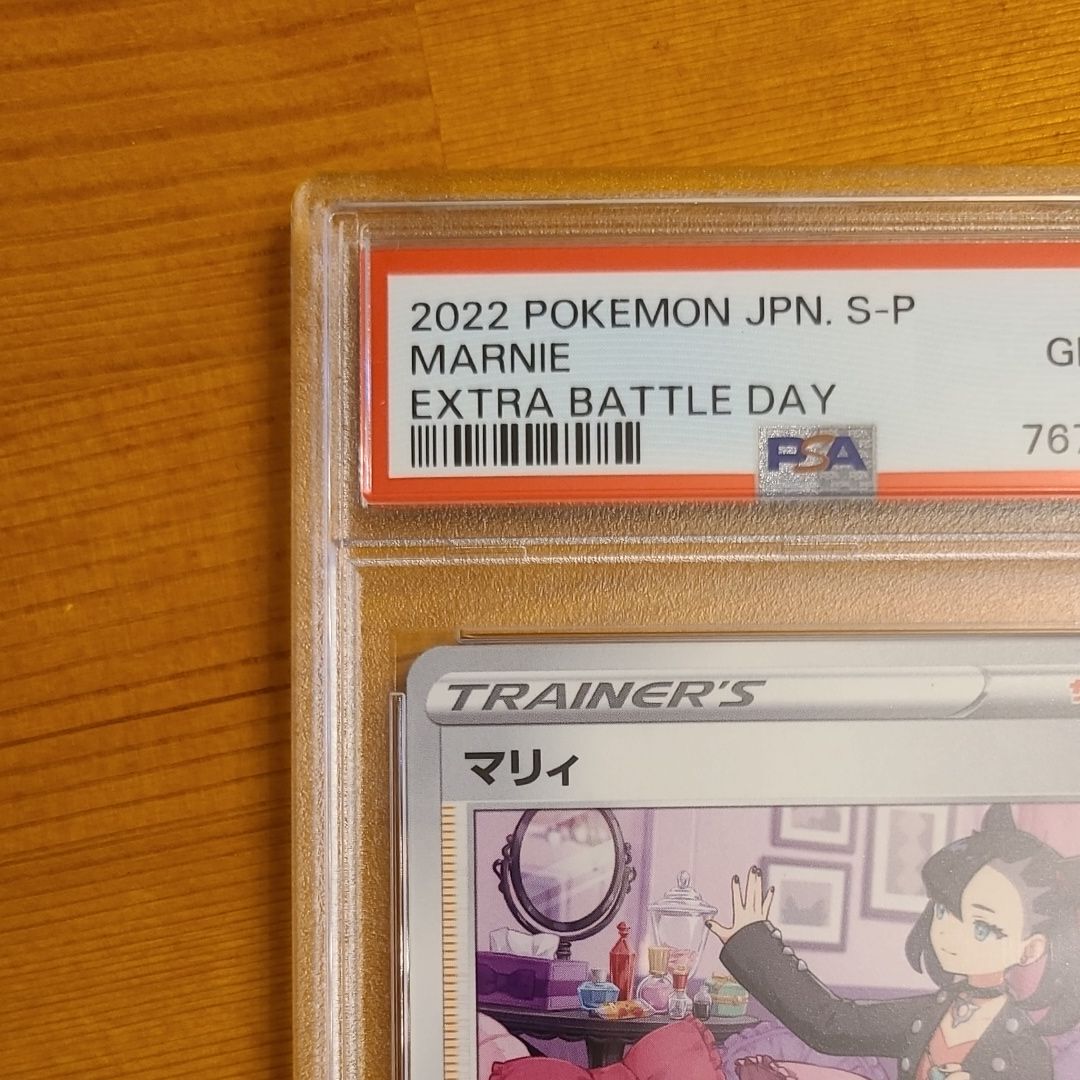 2022 POKEMON JPN. S-P
MARNIE
EXTRA BATTLE DAY
PSA
TRAINER'S
マリィ